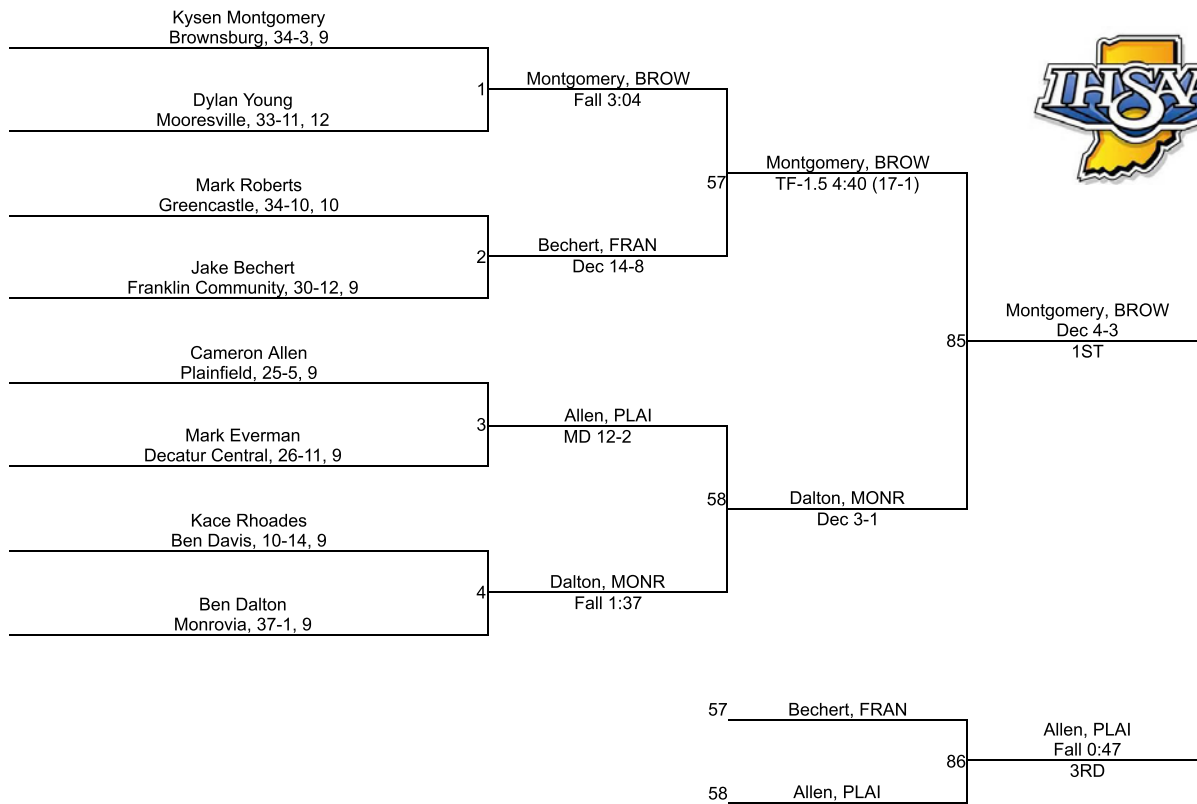 Kysen Montgomery
Brownsburg, 34-3, 9
Dylan Young
Mooresville, 33-11, 12
Mark Roberts
Greencastle, 34-10, 10
Jake Bechert
Franklin Community, 30-12, 9
Cameron Allen
Plainfield, 25-5, 9
Mark Everman
Decatur Central, 26-11, 9
Kace Rhoades
Ben Davis, 10-14, 9
Ben Dalton
Monrovia, 37-1, 9
1
Montgomery, BROW
Fall 3:04
2
Bechert, FRAN
Dec 14-8
3
Allen, PLAI
MD 12-2
4
Dalton, MONR
Fall 1:37
57
Montgomery, BROW
TF-1.5 4:40 (17-1)
58
Dalton, MONR
Dec 3-1
85
Montgomery, BROW
Dec 4-3
1ST
57
Bechert, FRAN
58
Allen, PLAI
86
Allen, PLAI
Fall 0:47
3RD
IHSAA